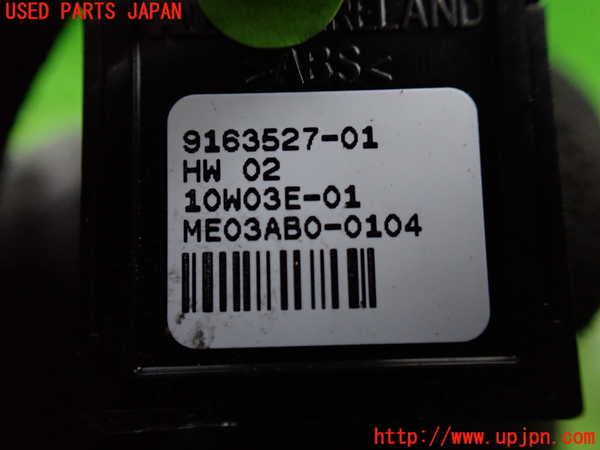 USED PARTS JAPAN
>ABS<
9163527-01
HW 02
10W03E-01
ME03AB0-0104
http://www.upjpn.com/